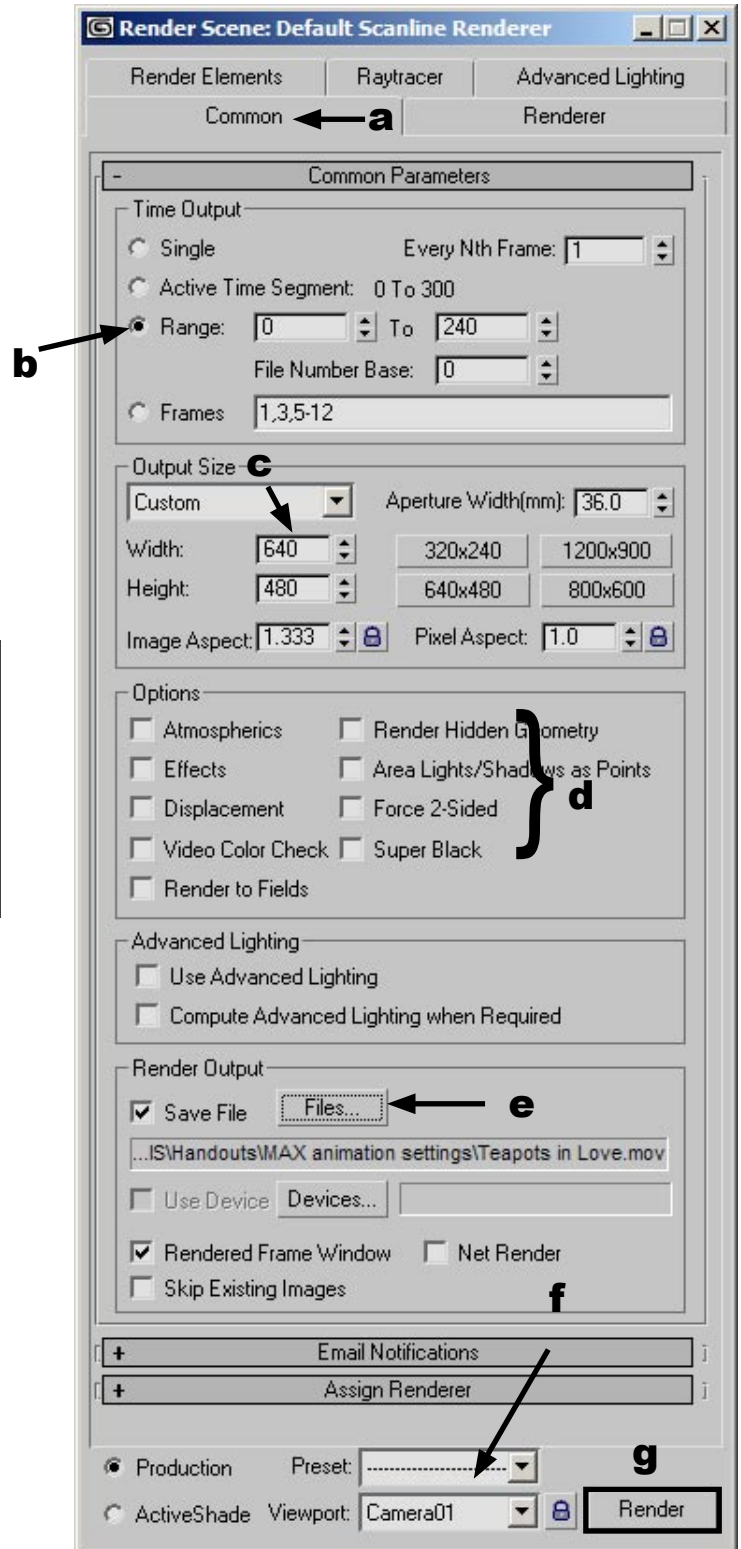 Render Scene: Default Scanline Renderer
Render Elements Raytracer Advanced Lighting
Common a Renderer
- Common Parameters
Time Output
Single Every Nth Frame: 1
Active Time Segment: 0 To 300
b Range: 0 To 240
File Number Base: 0
Frames 1,3,5-12
Output Size c
Custom Aperture Width(mm): 36.0
Width: 640 320x240 1200x900
Height: 480 640x480 800x600
Image Aspect: 1.333 Pixel Aspect: 1.0
Options
Atmospherics Render Hidden Geometry
Effects Area Lights/Shadows as Points
d
Displacement Force 2-Sided
Video Color Check Super Black
Render to Fields
Advanced Lighting
Use Advanced Lighting
Compute Advanced Lighting when Required
Render Output
Save File Files... e
...IS\Handouts\MAX animation settings\Teapots in Love.mov
Use Device Devices...
Rendered Frame Window Net Render
Skip Existing Images f
+ Email Notifications
+ Assign Renderer
Production Preset: ----------------------- g
ActiveShade Viewport: Camera01 Render